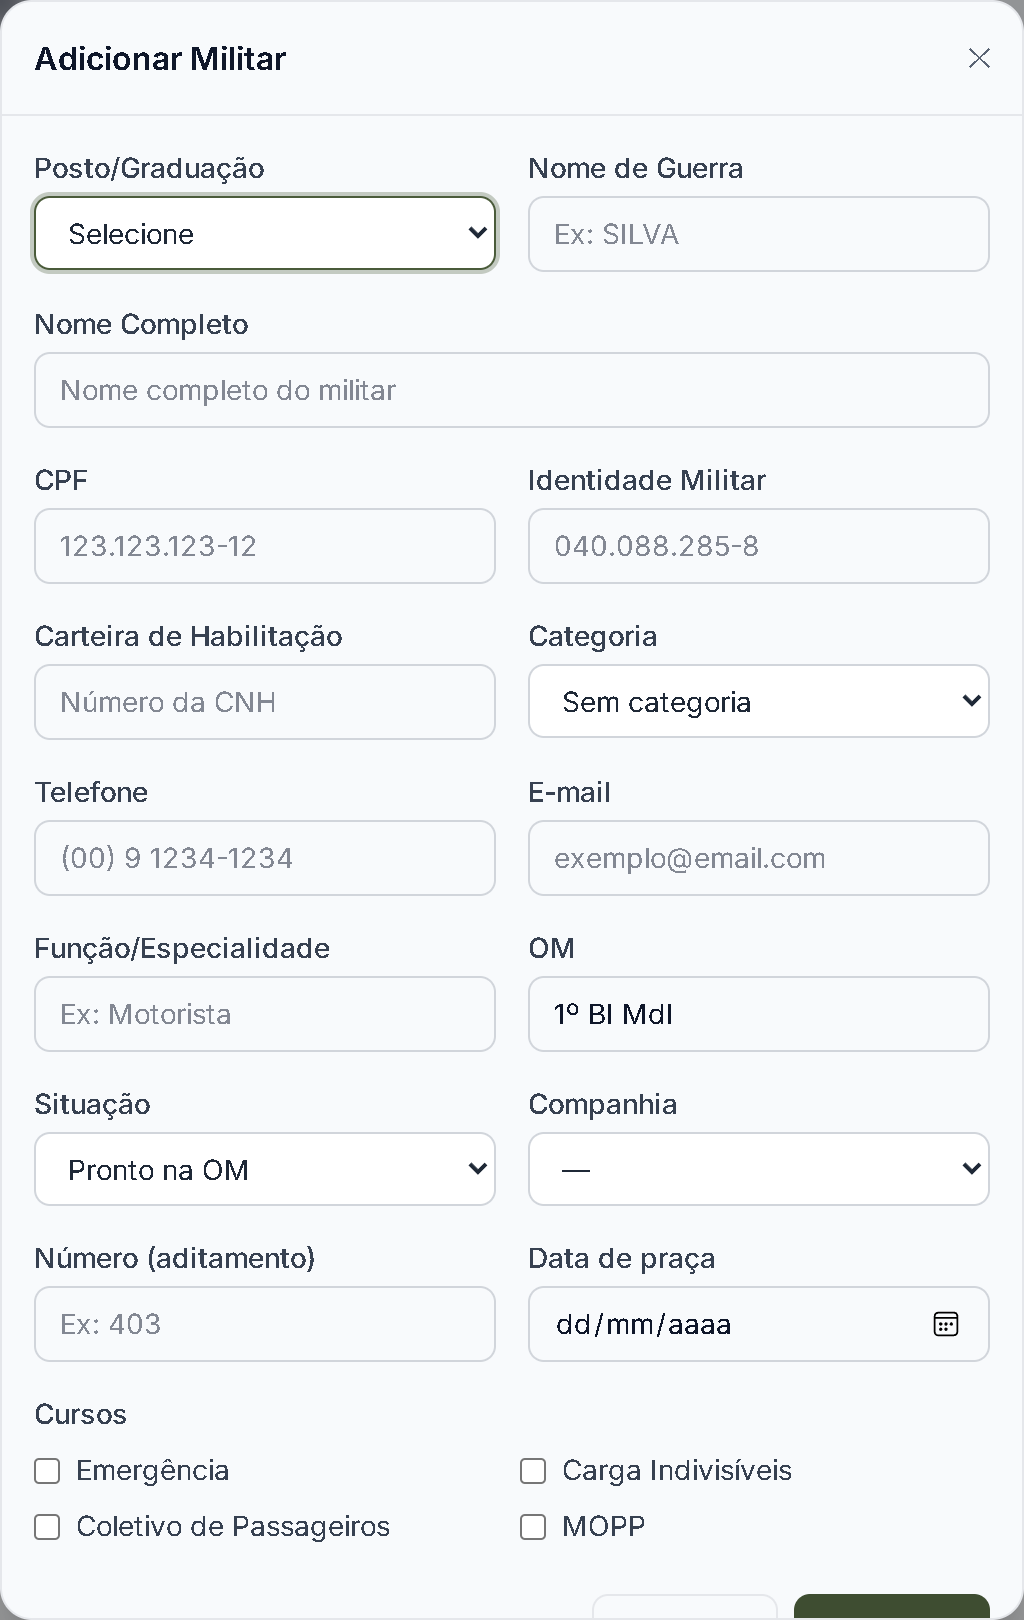 Adicionar Militar
Posto/Graduação
Nome de Guerra
Selecione
Ex: SILVA
Nome Completo
Nome completo do militar
CPF
Identidade Militar
123.123.123-12
040.088.285-8
Carteira de Habilitação
Categoria
Número da CNH
Sem categoria
Telefone
E-mail
(00) 9 1234-1234
exemplo@email.com
Função/Especialidade
OM
Ex: Motorista
1º BI Mdl
Situação
Companhia
Pronto na OM
—
Número (aditamento)
Data de praça
Ex: 403
dd/mm/aaaa
Cursos
Emergência
Carga Indivisíveis
Coletivo de Passageiros
MOPP